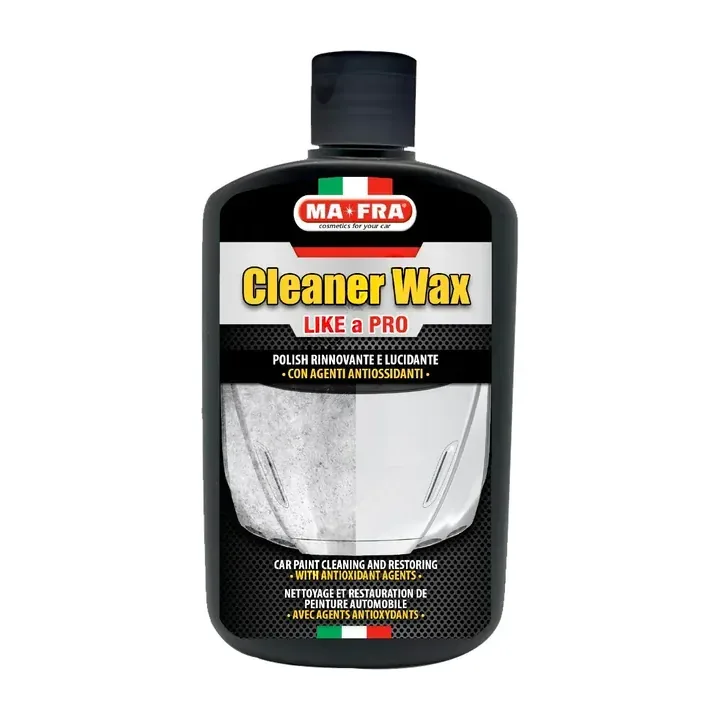 MA★FRA
cosmetics for your car
Cleaner Wax
LIKE a PRO
POLISH RINNOVANTE E LUCIDANTE
• CON AGENTI ANTIOSSIDANTI •
CAR PAINT CLEANING AND RESTORING
• WITH ANTIOXIDANT AGENTS •
NETTOYAGE ET RESTAURATION DE
PEINTURE AUTOMOBILE
• AVEC AGENTS ANTIOXYDANTS •